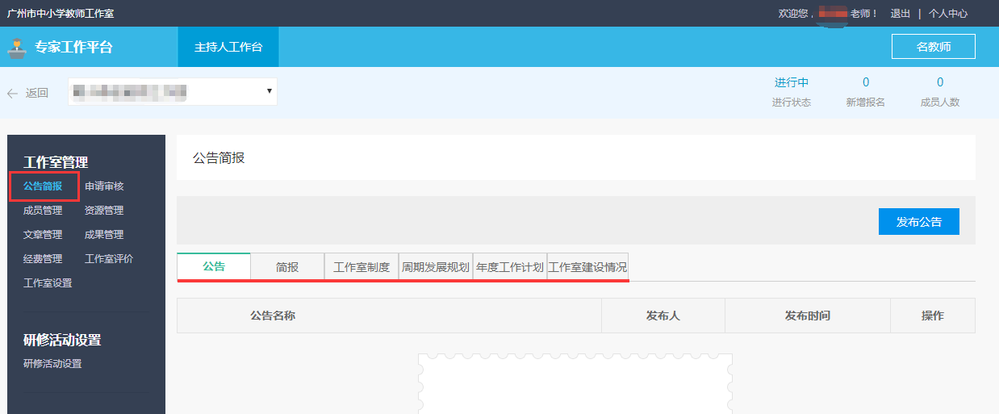 广州市中小学教师工作室
欢迎您，
老师！ 退出 | 个人中心
专家工作平台
主持人工作台
名教师
返回
进行中 0 0
进行状态 新增报名 成员人数
工作室管理
公告简报 申请审核
成员管理 资源管理
文章管理 成果管理
经费管理 工作室评价
工作室设置
研修活动设置
研修活动设置
公告简报
发布公告
公告 简报 工作室制度 周期发展规划 年度工作计划 工作室建设情况
公告名称 发布人 发布时间 操作